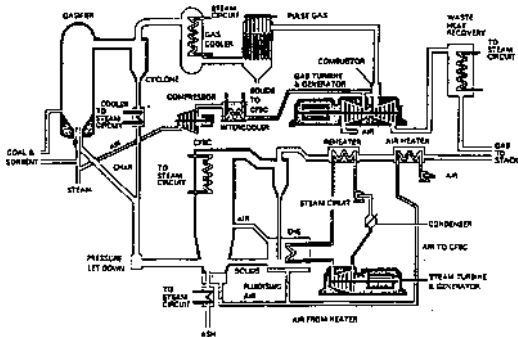 GASIFIER
STEAM
CIRCUIT
GAS
COOLER
PULSE GAS
WASTE
HEAT
RECOVERY
TO
STEAM
CIRCUIT
COMBUSTOR
CYCLONE
SOLIDS
TO
CFBC
GAS TURBINE
& GENERATOR
COMPRESSOR
INTERCOOLER
COOLER
TO
STEAM
CIRCUIT
AIR
AIR
COAL &
SORBENT
STEAM
CHAR
TO
STEAM
CIRCUIT
CFBC
REHEATER
AIR HEATER
GAS
TO
STACK
AIR
STEAM CIRCUIT
CONDENSER
AIR
AIR TO CFBC
PRESSURE
LET DOWN
SOLIDS
FLUIDISING
AIR
STEAM TURBINE
& GENERATOR
TO
STEAM
CIRCUIT
AIR FROM HEATER
ASH